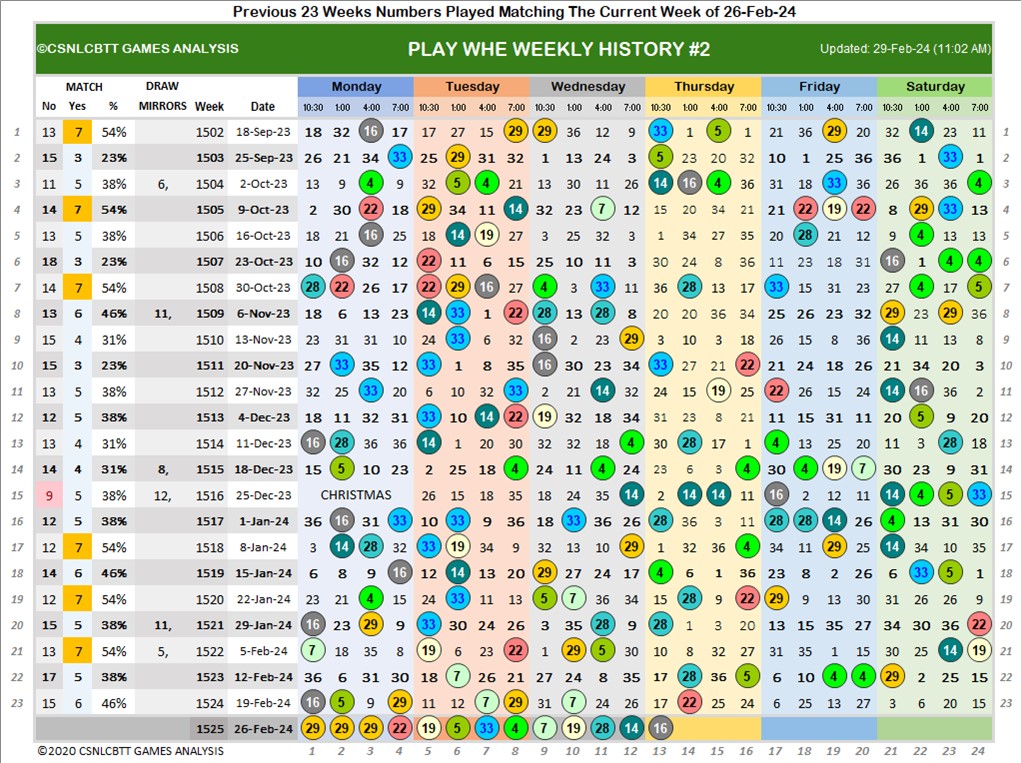 Previous 23 Weeks Numbers Played Matching The Current Week of 26-Feb-24
©CSNLCBTT GAMES ANALYSIS PLAY WHE WEEKLY HISTORY #2 Updated: 29-Feb-24 (11:02 AM)
MATCH DRAW Monday Tuesday Wednesday Thursday Friday Saturday
No Yes % MIRRORS Week Date 10:30 1:00 4:00 7:00 10:30 1:00 4:00 7:00 10:30 1:00 4:00 7:00 10:30 1:00 4:00 7:00 10:30 1:00 4:00 7:00 10:30 1:00 4:00 7:00
1 13 7 54% 1502 18-Sep-23 18 32 16 17 17 27 15 29 29 36 12 9 33 1 5 1 21 36 29 20 32 14 23 11 1
2 15 3 23% 1503 25-Sep-23 26 21 34 33 25 29 31 32 1 13 24 3 5 23 20 32 10 1 25 36 36 1 33 1 2
3 11 5 38% 6, 1504 2-Oct-23 13 9 4 9 32 5 4 21 13 30 11 26 14 16 4 36 31 18 33 36 26 36 36 4 3
4 14 7 54% 1505 9-Oct-23 2 30 22 18 29 34 11 14 32 23 7 12 15 20 34 21 21 22 19 22 8 29 33 13 4
5 13 5 38% 1506 16-Oct-23 18 21 16 25 18 14 19 27 3 25 32 3 1 34 27 35 20 28 21 12 9 4 13 13 5
6 18 3 23% 1507 23-Oct-23 10 16 32 12 22 11 6 15 25 10 11 3 30 24 8 36 11 23 18 31 16 1 4 4 6
7 14 7 54% 1508 30-Oct-23 28 22 26 17 22 29 16 27 4 3 33 11 36 28 13 17 33 15 31 23 27 4 17 5 7
8 13 6 46% 11, 1509 6-Nov-23 18 6 13 23 14 33 1 22 28 13 28 8 20 20 36 34 25 26 23 32 29 23 29 36 8
9 15 4 31% 1510 13-Nov-23 23 31 31 10 24 33 6 32 16 2 23 29 3 10 3 18 26 15 8 36 14 11 13 8 9
10 15 3 23% 1511 20-Nov-23 27 33 35 12 33 1 8 35 16 30 23 34 33 27 21 22 21 24 18 26 21 34 20 3 10
11 13 5 38% 1512 27-Nov-23 32 25 33 20 6 10 32 33 2 21 14 11 24 15 19 25 22 26 15 11 14 16 36 2 11
12 12 5 38% 1513 4-Dec-23 18 11 32 31 33 10 14 22 19 32 18 34 31 23 8 21 11 15 31 11 20 5 9 20 12
13 13 4 31% 1514 11-Dec-23 16 28 36 36 14 1 20 30 32 32 18 4 30 28 17 1 4 13 25 20 11 3 28 18 13
14 14 4 31% 8, 1515 18-Dec-23 15 5 10 23 2 25 18 4 24 11 4 24 23 6 3 4 30 4 19 7 30 23 9 31 14
15 9 5 38% 12, 1516 25-Dec-23 CHRISTMAS 26 15 18 35 18 24 35 14 2 14 14 15 16 2 12 11 14 4 5 33 15
16 12 5 38% 1517 1-Jan-24 36 16 31 33 10 33 9 36 18 33 36 26 28 36 3 11 28 28 14 26 4 13 31 30 16
17 12 7 54% 1518 8-Jan-24 3 14 28 32 33 19 34 9 32 13 10 29 1 32 36 4 34 11 29 25 14 34 10 35 17
18 14 6 46% 1519 15-Jan-24 6 8 9 16 12 14 13 20 29 27 24 17 4 6 1 36 23 8 2 26 6 33 5 1 18
19 12 7 54% 1520 22-Jan-24 23 21 4 15 24 33 11 13 5 7 36 34 15 28 9 22 29 9 13 30 31 26 26 9 19
20 15 5 38% 11, 1521 29-Jan-24 16 23 29 9 33 30 24 26 3 35 28 9 28 1 3 20 13 15 35 27 34 30 36 22 20
21 13 7 54% 5, 1522 5-Feb-24 7 18 35 8 19 6 23 22 1 29 5 30 10 8 32 27 31 35 1 15 30 25 14 19 21
22 17 5 38% 1523 12-Feb-24 36 6 31 30 18 7 26 21 27 24 8 35 17 28 36 5 6 10 4 4 29 2 25 15 22
23 15 6 46% 1524 19-Feb-24 16 5 9 29 11 12 7 29 31 7 30 26 17 22 25 24 6 25 13 27 3 6 20 15 23
1525 26-Feb-24 29 29 29 22 19 5 33 4 7 19 28 14 16
©2020 CSNLCBTT GAMES ANALYSIS 1 2 3 4 5 6 7 8 9 10 11 12 13 14 15 16 17 18 19 20 21 22 23 24